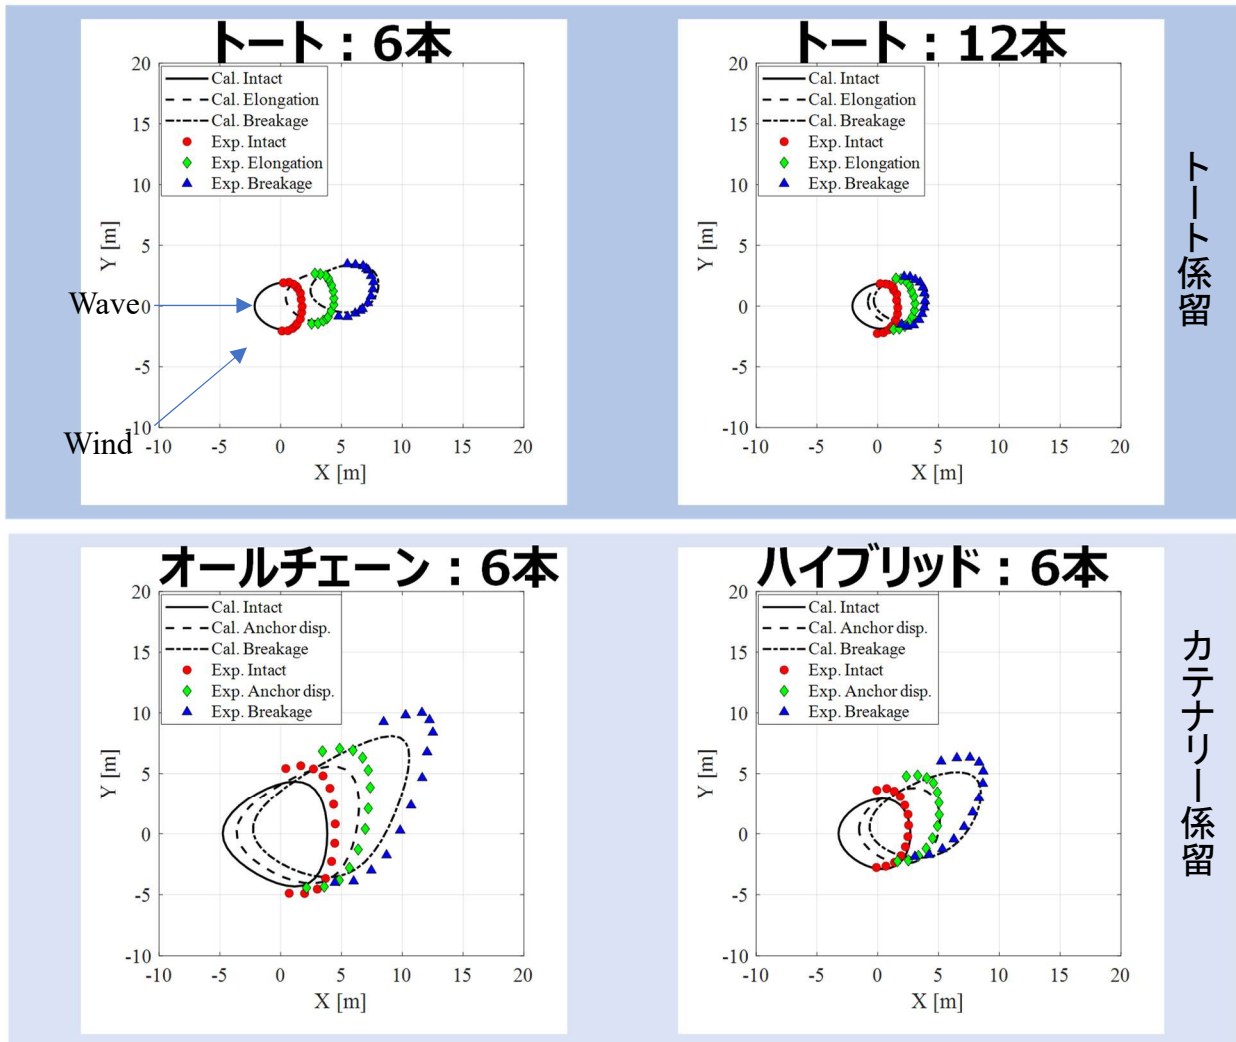 トート：6本
20
15
10
5
0
-5
-10
Y [m]
Cal. Intact
Cal. Elongation
Cal. Breakage
Exp. Intact
Exp. Elongation
Exp. Breakage
Wave
Wind
-10 -5 0 5 10 15 20
X [m]
トート：12本
20
15
10
5
0
-5
-10
Y [m]
Cal. Intact
Cal. Elongation
Cal. Breakage
Exp. Intact
Exp. Elongation
Exp. Breakage
-10 -5 0 5 10 15 20
X [m]
トート係留
オールチェーン：6本
20
15
10
5
0
-5
-10
Y [m]
Cal. Intact
Cal. Anchor disp.
Cal. Breakage
Exp. Intact
Exp. Anchor disp.
Exp. Breakage
-10 -5 0 5 10 15 20
X [m]
ハイブリッド：6本
20
15
10
5
0
-5
-10
Y [m]
Cal. Intact
Cal. Anchor disp.
Cal. Breakage
Exp. Intact
Exp. Anchor disp.
Exp. Breakage
-10 -5 0 5 10 15 20
X [m]
カテナリー係留